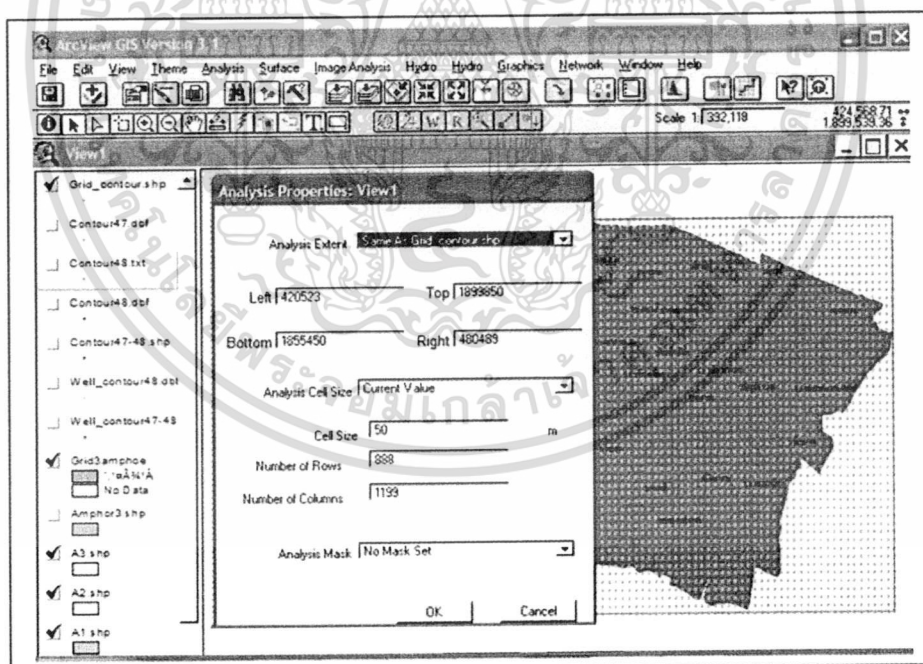 ArcView GIS Version 3.1
File Edit View Theme Analysis Surface Image Analysis Hydro Hydro Graphics Network Window Help
Scale 1: 332,118
424,568.71
1,899,539.36
View1
Grid_contour.shp
Contour47.dbf
Contour48.txt
Contour48.dbf
Contour47-48.shp
Well_contour48.dbf
Well_contour47-48
Grid3amphoe
No Data
Amphor3.shp
A3.shp
A2.shp
A1.shp
Analysis Properties: View1
Analysis Extent Same As Grid_contour.shp
Left 420523 Top 1899850
Bottom 1855450 Right 480489
Analysis Cell Size Current Value
Cell Size 50 m
Number of Rows 888
Number of Columns 1199
Analysis Mask No Mask Set
OK Cancel